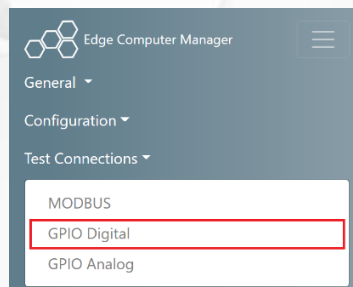 Edge Computer Manager
General
Configuration
Test Connections
MODBUS
GPIO Digital
GPIO Analog